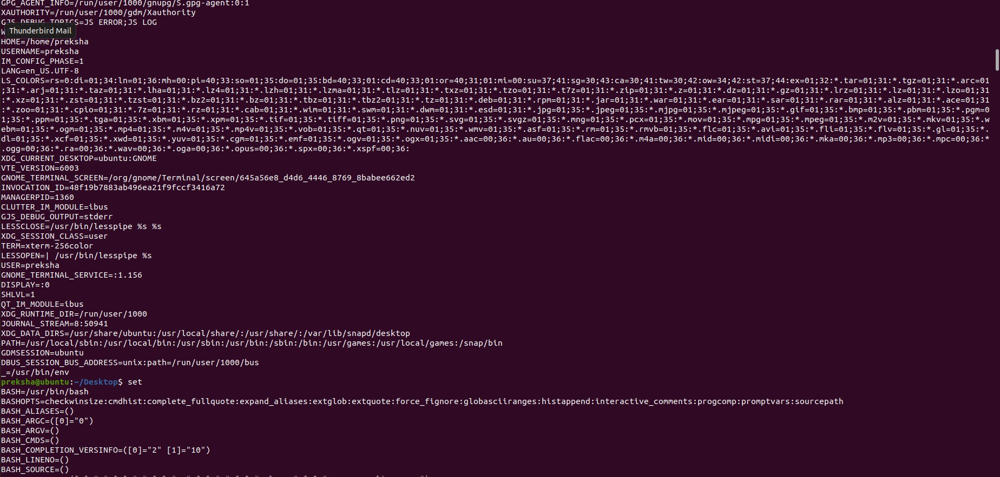 GPG_AGENT_INFO=/run/user/1000/gnupg/S.gpg-agent:0:1
XAUTHORITY=/run/user/1000/gdm/Xauthority
GJS_DEBUG_TOPICS=JS ERROR;JS LOG
Thunderbird Mail
HOME=/home/preksha
USERNAME=preksha
IM_CONFIG_PHASE=1
LANG=en_US.UTF-8
LS_COLORS=rs=0:di=01;34:ln=01;36:mh=00:pi=40;33:so=01;35:do=01;35:bd=40;33;01:cd=40;33;01:or=40;31;01:mi=00:su=37;41:sg=30;43:ca=30;41:tw=30;42:ow=34;42:st=37;44:ex=01;32:*.tar=01;31:*.tgz=01;31:*.arc=01
;31:*.arj=01;31:*.taz=01;31:*.lha=01;31:*.lz4=01;31:*.lzh=01;31:*.lzma=01;31:*.tlz=01;31:*.txz=01;31:*.tzo=01;31:*.t7z=01;31:*.zip=01;31:*.z=01;31:*.dz=01;31:*.gz=01;31:*.lrz=01;31:*.lz=01;31:*.lzo=01;31
:*.xz=01;31:*.zst=01;31:*.tzst=01;31:*.bz2=01;31:*.bz=01;31:*.tbz=01;31:*.tbz2=01;31:*.tz=01;31:*.deb=01;31:*.rpm=01;31:*.jar=01;31:*.war=01;31:*.ear=01;31:*.sar=01;31:*.rar=01;31:*.alz=01;31:*.ace=01;31
:*.zoo=01;31:*.cpio=01;31:*.7z=01;31:*.rz=01;31:*.cab=01;31:*.wim=01;31:*.swm=01;31:*.dwm=01;31:*.esd=01;31:*.jpg=01;35:*.jpeg=01;35:*.mjpg=01;35:*.mjpeg=01;35:*.gif=01;35:*.bmp=01;35:*.pbm=01;35:*.pgm=0
1;35:*.ppm=01;35:*.tga=01;35:*.xbm=01;35:*.xpm=01;35:*.tif=01;35:*.tiff=01;35:*.png=01;35:*.svg=01;35:*.svgz=01;35:*.mng=01;35:*.pcx=01;35:*.mov=01;35:*.mpg=01;35:*.mpeg=01;35:*.m2v=01;35:*.mkv=01;35:*.w
ebm=01;35:*.ogm=01;35:*.mp4=01;35:*.m4v=01;35:*.mp4v=01;35:*.vob=01;35:*.qt=01;35:*.nuv=01;35:*.wmv=01;35:*.asf=01;35:*.rm=01;35:*.rmvb=01;35:*.flc=01;35:*.avi=01;35:*.fli=01;35:*.flv=01;35:*.gl=01;35:*.
dl=01;35:*.xcf=01;35:*.xwd=01;35:*.yuv=01;35:*.cgm=01;35:*.emf=01;35:*.ogv=01;35:*.ogx=01;35:*.aac=00;36:*.au=00;36:*.flac=00;36:*.m4a=00;36:*.mid=00;36:*.midi=00;36:*.mka=00;36:*.mp3=00;36:*.mpc=00;36:*
.ogg=00;36:*.ra=00;36:*.wav=00;36:*.oga=00;36:*.opus=00;36:*.spx=00;36:*.xspf=00;36:
XDG_CURRENT_DESKTOP=ubuntu:GNOME
VTE_VERSION=6003
GNOME_TERMINAL_SCREEN=/org/gnome/Terminal/screen/645a56e8_d4d6_4446_8769_8babee662ed2
INVOCATION_ID=48f19b7883ab496ea21f9fccf3416a72
MANAGERPID=1360
CLUTTER_IM_MODULE=ibus
GJS_DEBUG_OUTPUT=stderr
LESSCLOSE=/usr/bin/lesspipe %s %s
XDG_SESSION_CLASS=user
TERM=xterm-256color
LESSOPEN=| /usr/bin/lesspipe %s
USER=preksha
GNOME_TERMINAL_SERVICE=:1.156
DISPLAY=:0
SHLVL=1
QT_IM_MODULE=ibus
XDG_RUNTIME_DIR=/run/user/1000
JOURNAL_STREAM=8:50941
XDG_DATA_DIRS=/usr/share/ubuntu:/usr/local/share/:/usr/share/:/var/lib/snapd/desktop
PATH=/usr/local/sbin:/usr/local/bin:/usr/sbin:/usr/bin:/sbin:/bin:/usr/games:/usr/local/games:/snap/bin
GDMSESSION=ubuntu
DBUS_SESSION_BUS_ADDRESS=unix:path=/run/user/1000/bus
_=/usr/bin/env
preksha@ubuntu:~/Desktop$ set
BASH=/usr/bin/bash
BASHOPTS=checkwinsize:cmdhist:complete_fullquote:expand_aliases:extglob:extquote:force_fignore:globasciiranges:histappend:interactive_comments:progcomp:promptvars:sourcepath
BASH_ALIASES=()
BASH_ARGC=([0]="0")
BASH_ARGV=()
BASH_CMDS=()
BASH_COMPLETION_VERSINFO=([0]="2" [1]="10")
BASH_LINENO=()
BASH_SOURCE=()